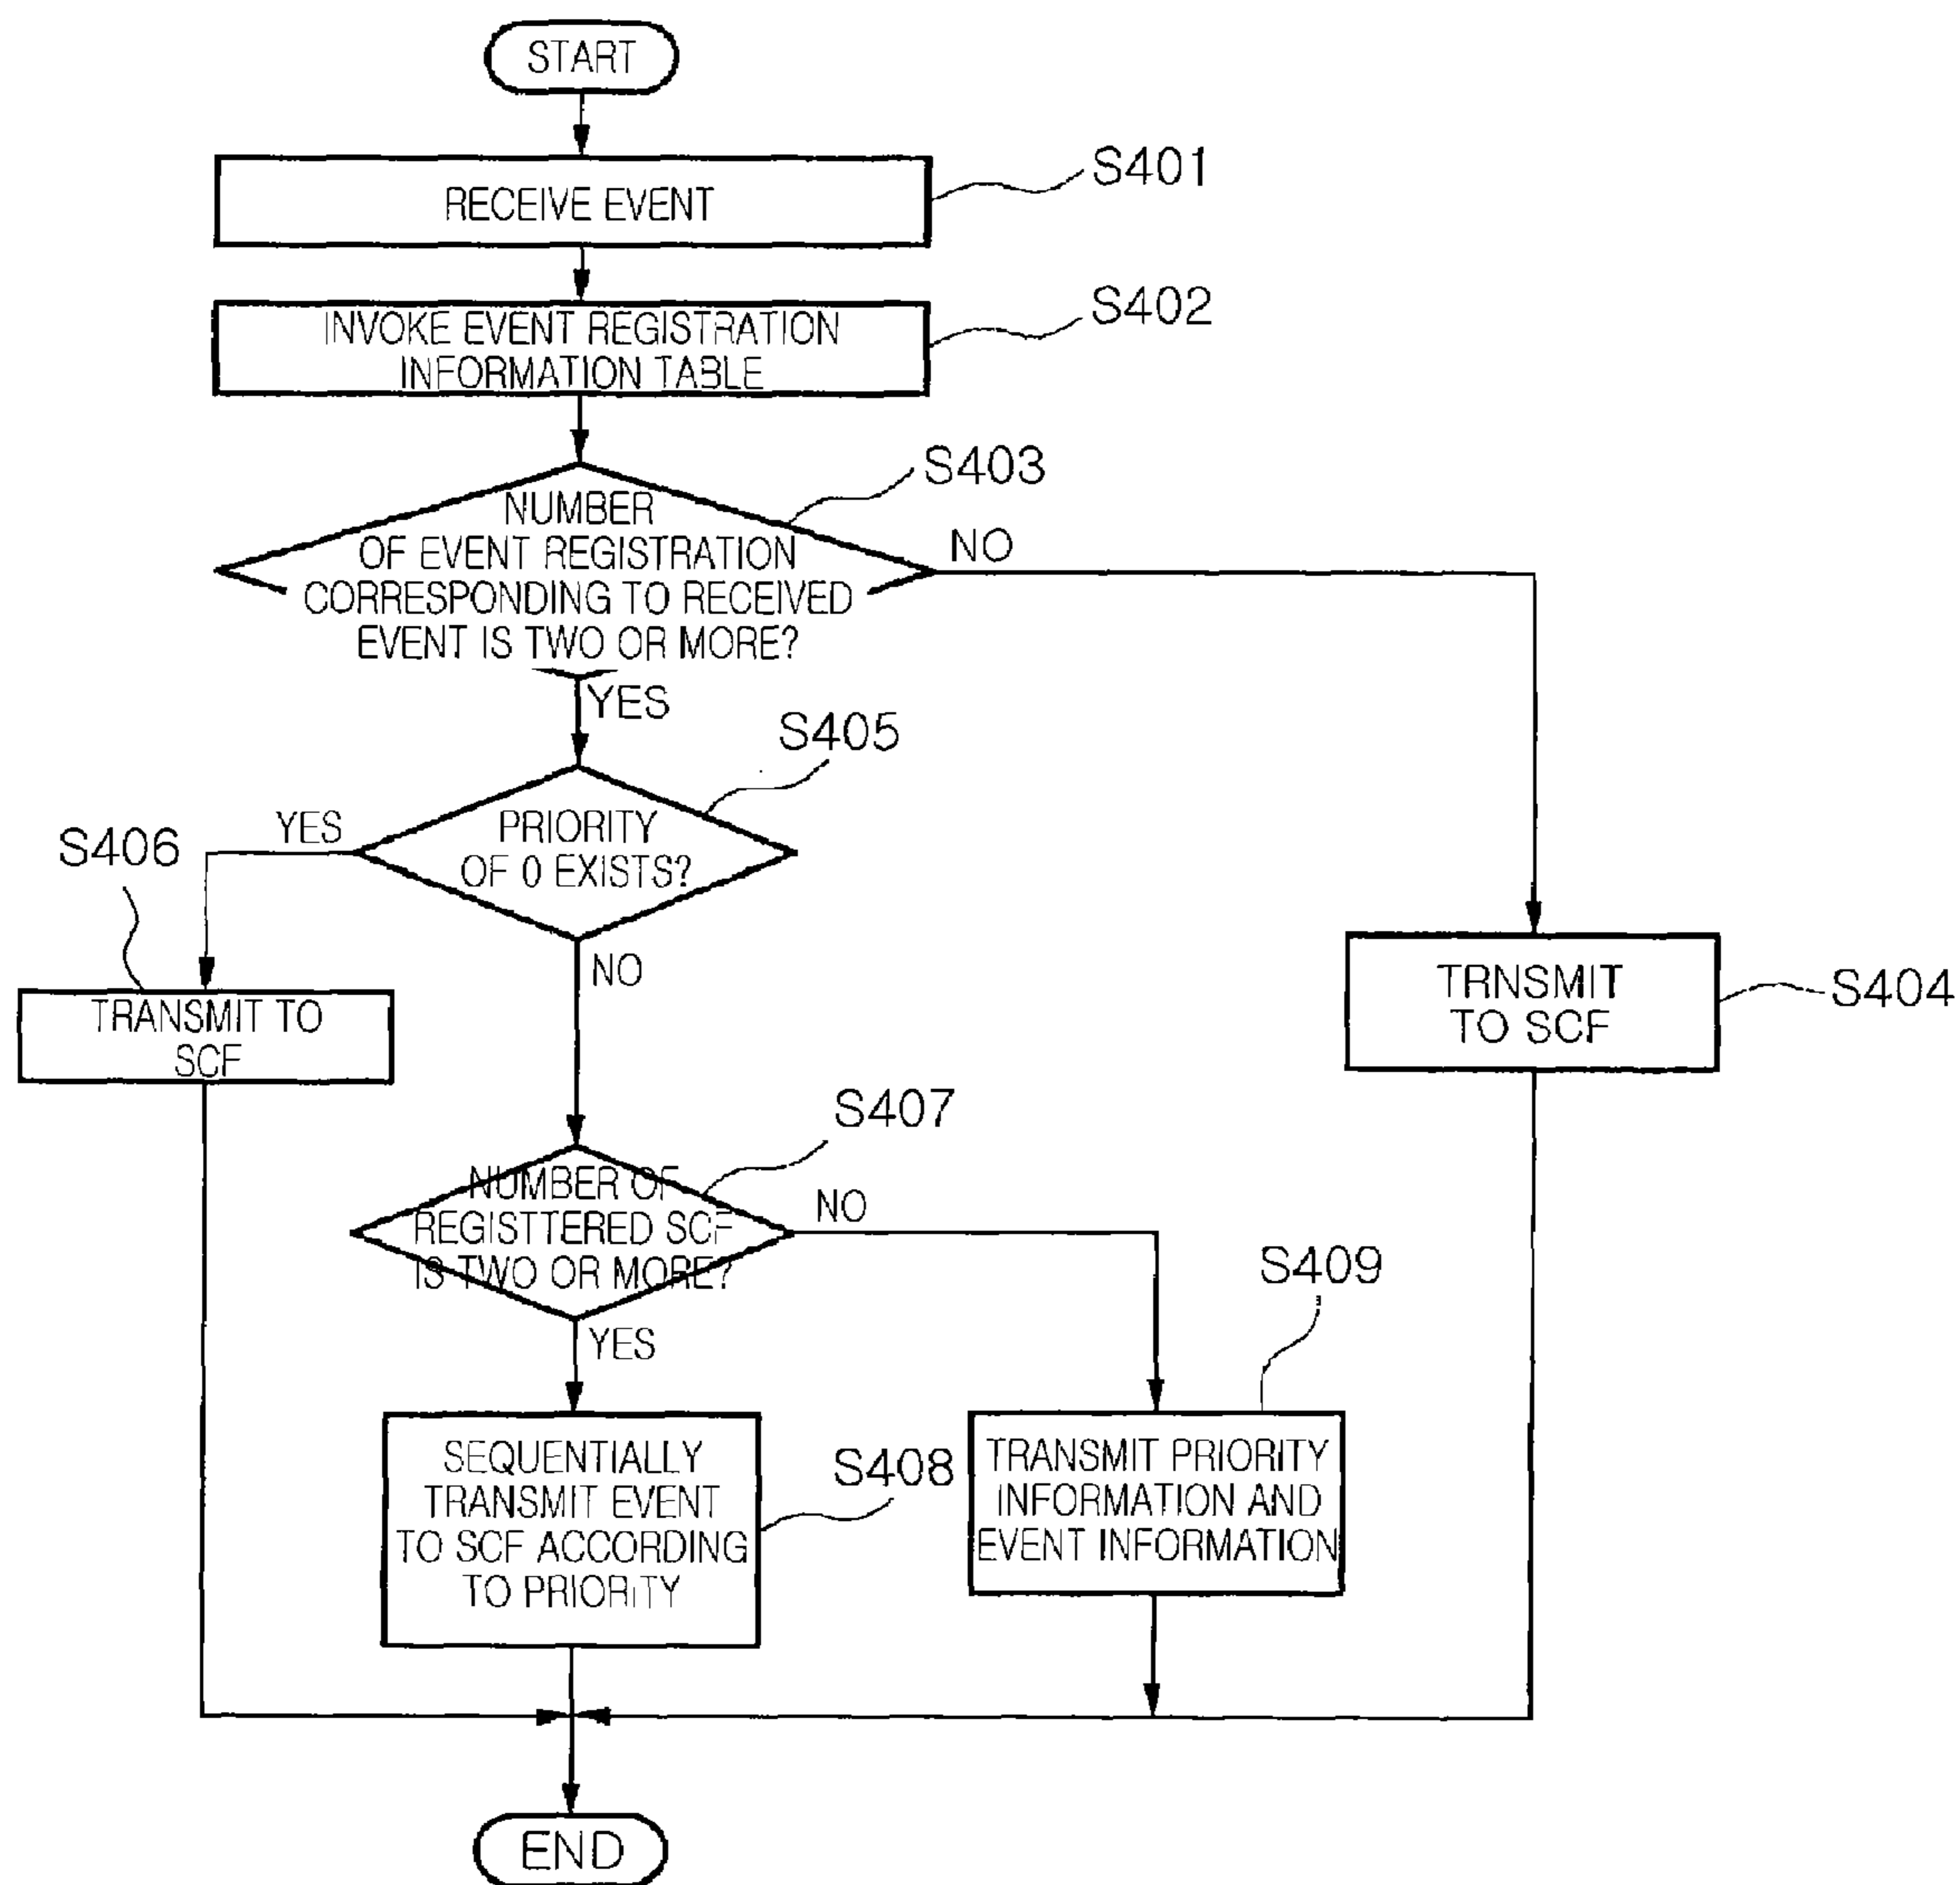 START
S401
RECEIVE EVENT
S402
INVOKE EVENT REGISTRATION
INFORMATION TABLE
S403
NUMBER
OF EVENT REGISTRATION
CORRESPONDING TO RECEIVED
EVENT IS TWO OR MORE?
NO
YES
S405
PRIORITY
OF 0 EXISTS?
YES
S406
NO
TRANSMIT TO
SCF
TRNSMIT
TO SCF
S404
S407
NUMBER OF
REGISTTERED SCF
IS TWO OR MORE?
NO
YES
S409
SEQUENTIALLY
TRANSMIT EVENT
TO SCF ACCORDING
TO PRIORITY
S408
TRANSMIT PRIORITY
INFORMATION AND
EVENT INFORMATION
END